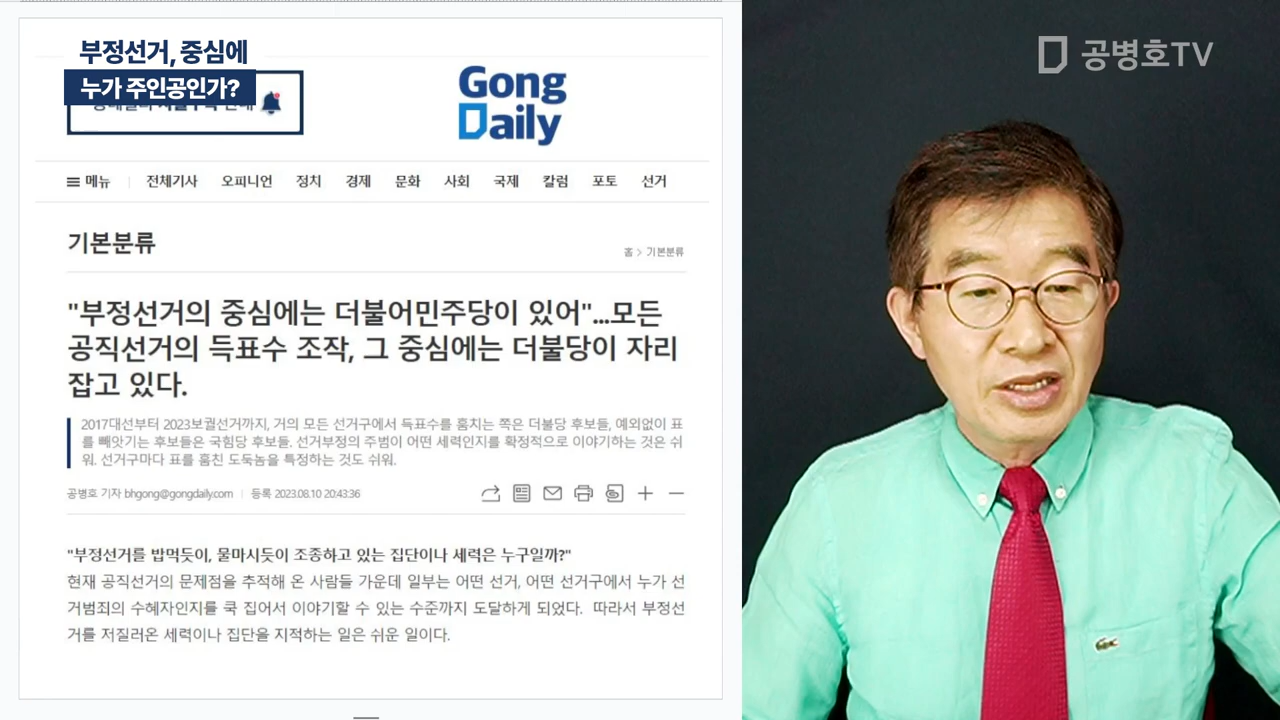 부정선거, 중심에
누가 주인공인가?
공병호TV
Gong
Daily
메뉴 전체기사 오피니언 정치 경제 문화 사회 국제 칼럼 포토 선거
기본분류
홈 > 기본분류
"부정선거의 중심에는 더불어민주당이 있어"...모든
공직선거의 득표수 조작, 그 중심에는 더불당이 자리
잡고 있다.
2017대선부터 2023보궐선거까지, 거의 모든 선거구에서 득표수를 훔치는 쪽은 더불당 후보들, 예외없이 표
를 빼앗기는 후보들은 국힘당 후보들. 선거부정의 주범이 어떤 세력인지를 확정적으로 이야기하는 것은 쉬
워. 선거구마다 표를 훔친 도둑놈을 특정하는 것도 쉬워.
공병호 기자 bhgong@gongdaily.com 등록 2023.08.10 20:43:36
"부정선거를 밥먹듯이, 물마시듯이 조종하고 있는 집단이나 세력은 누구일까?"
현재 공직선거의 문제점을 추적해 온 사람들 가운데 일부는 어떤 선거, 어떤 선거구에서 누가 선
거범죄의 수혜자인지를 쿡 집어서 이야기할 수 있는 수준까지 도달하게 되었다. 따라서 부정선
거를 저질러온 세력이나 집단을 지적하는 일은 쉬운 일이다.